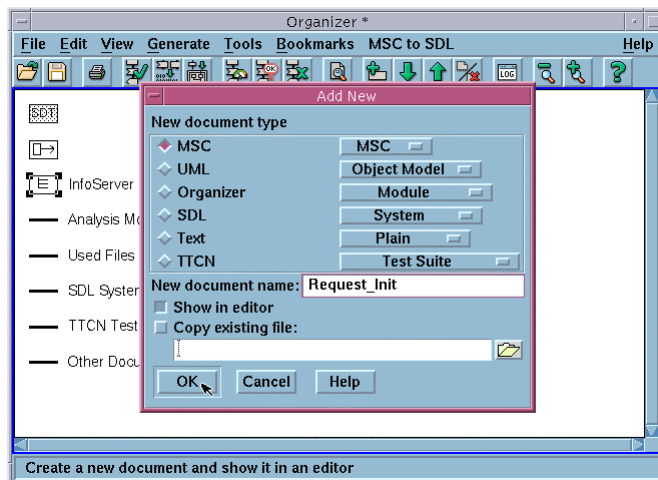 Organizer *
File Edit View Generate Tools Bookmarks MSC to SDL Help
OK LOG ?
Add New
SDT
New document type
MSC MSC
UML Object Model
E InfoServer
Organizer Module
SDL System
Analysis Mo
Text Plain
Used Files
TTCN Test Suite
New document name: Request_Init
SDL System
Show in editor
TTCN Test
Copy existing file:
Other Docu
OK Cancel Help
Create a new document and show it in an editor